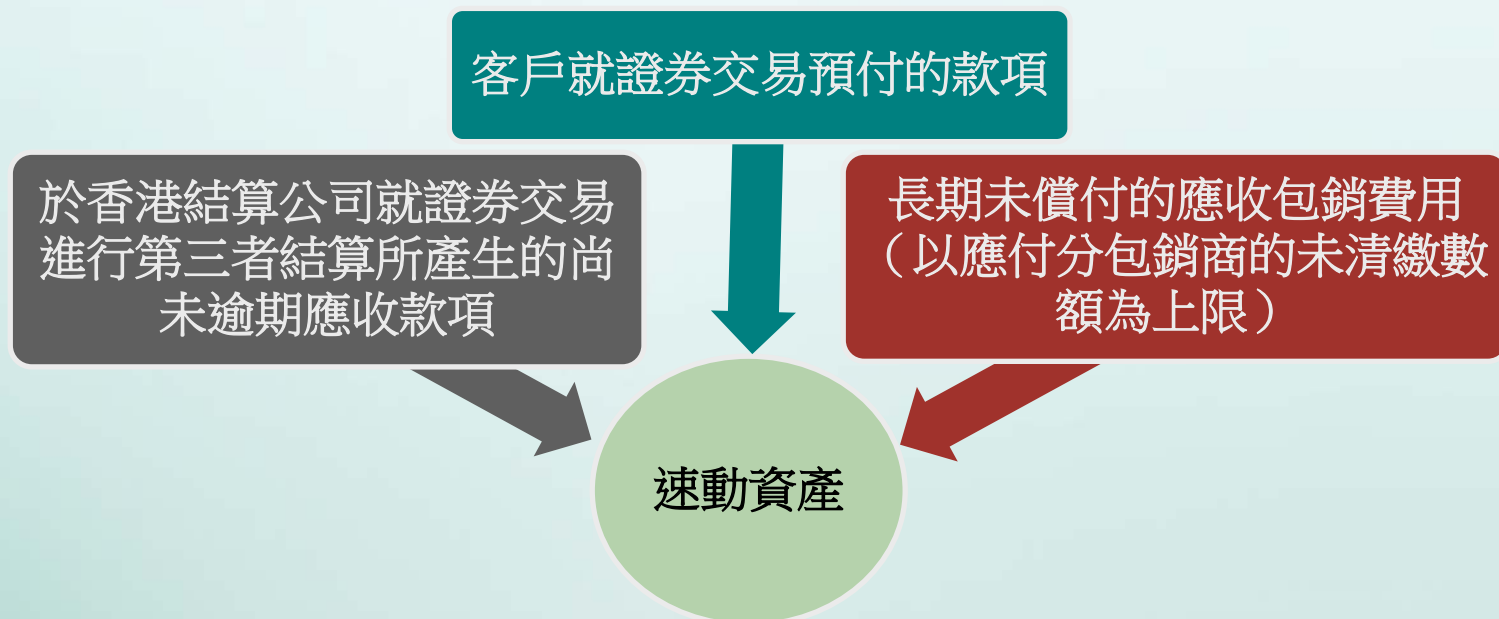 客戶就證券交易預付的款項
於香港結算公司就證券交易
進行第三者結算所產生的尚
未逾期應收款項
長期未償付的應收包銷費用
（以應付分包銷商的未清繳數
額為上限）
速動資產